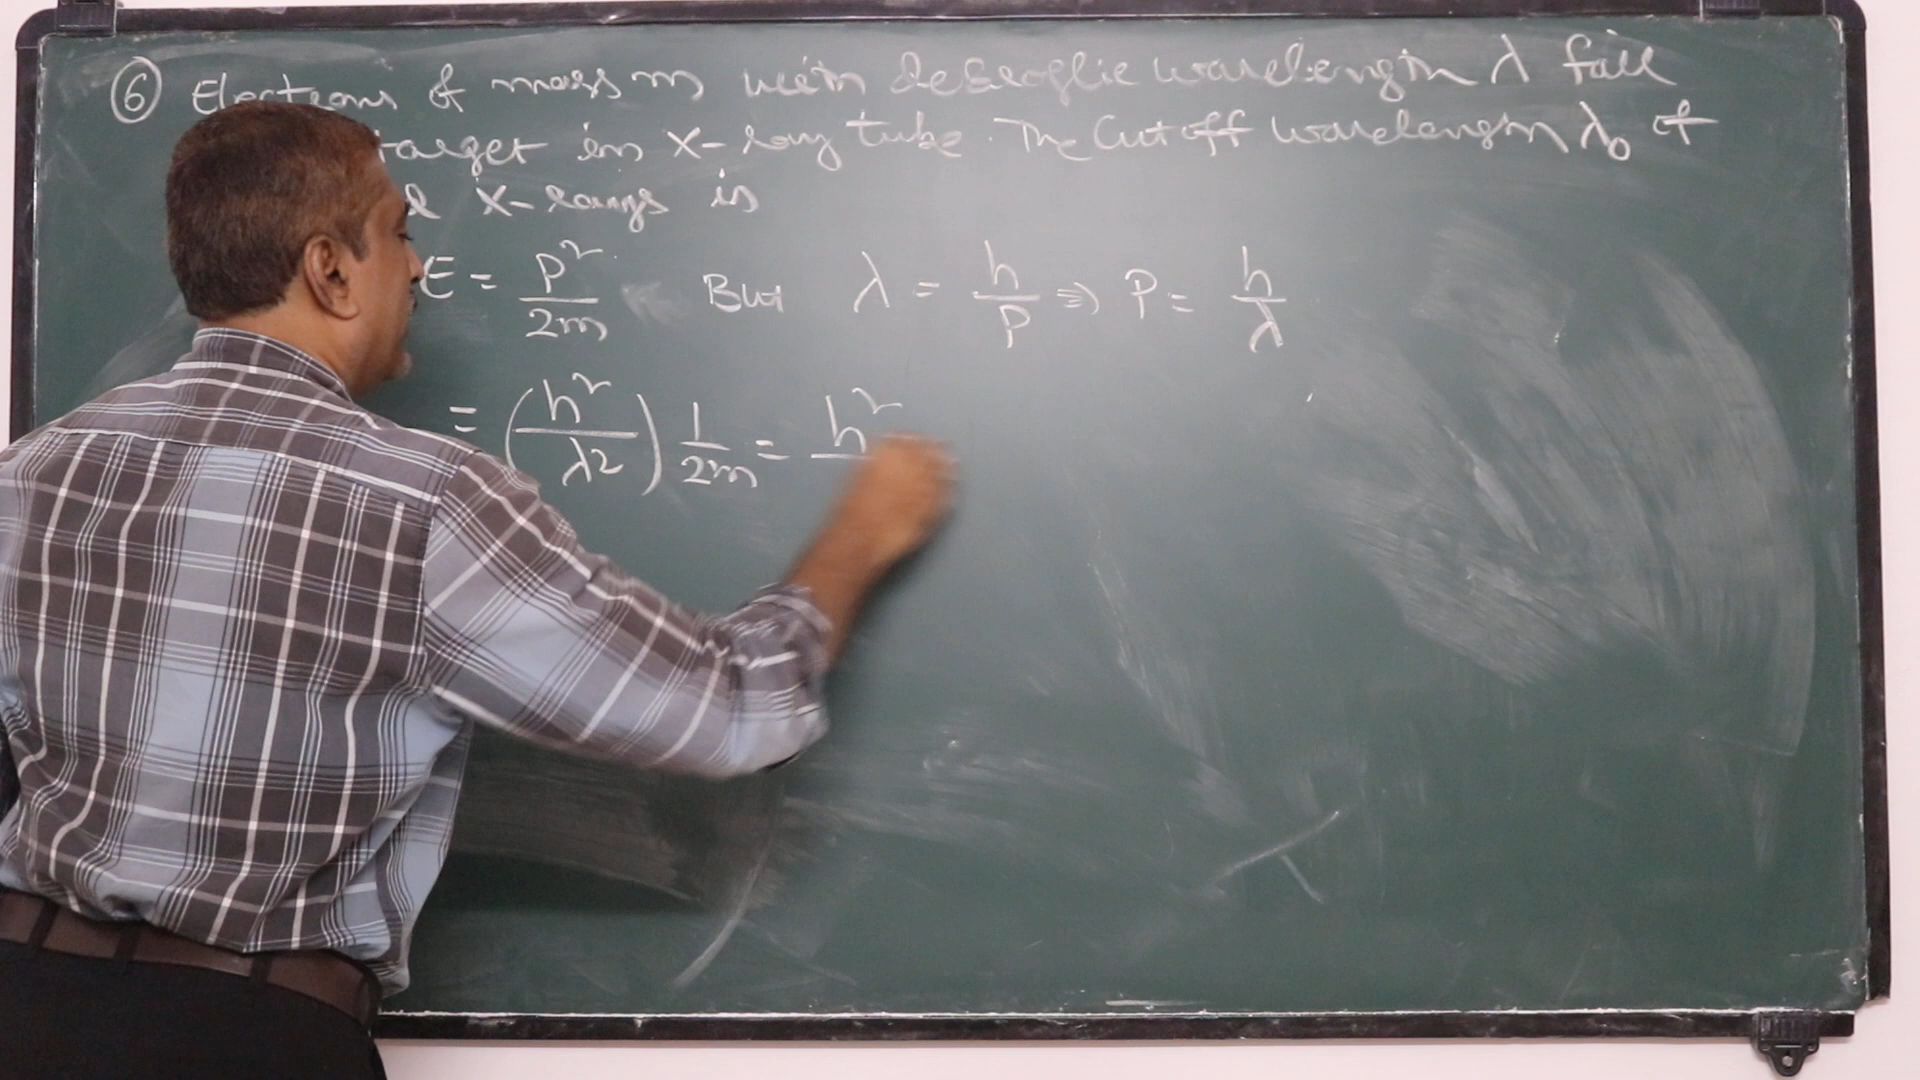 ⑥ Electrons of mass m with deBroglie wavelength λ fall
target in X-ray tube. The Cut off wavelength λ₀ of
X-rays is
E = p²/2m But λ = h/p ⇒ P = h/λ
= (h²/λ2) 1/2m = h²